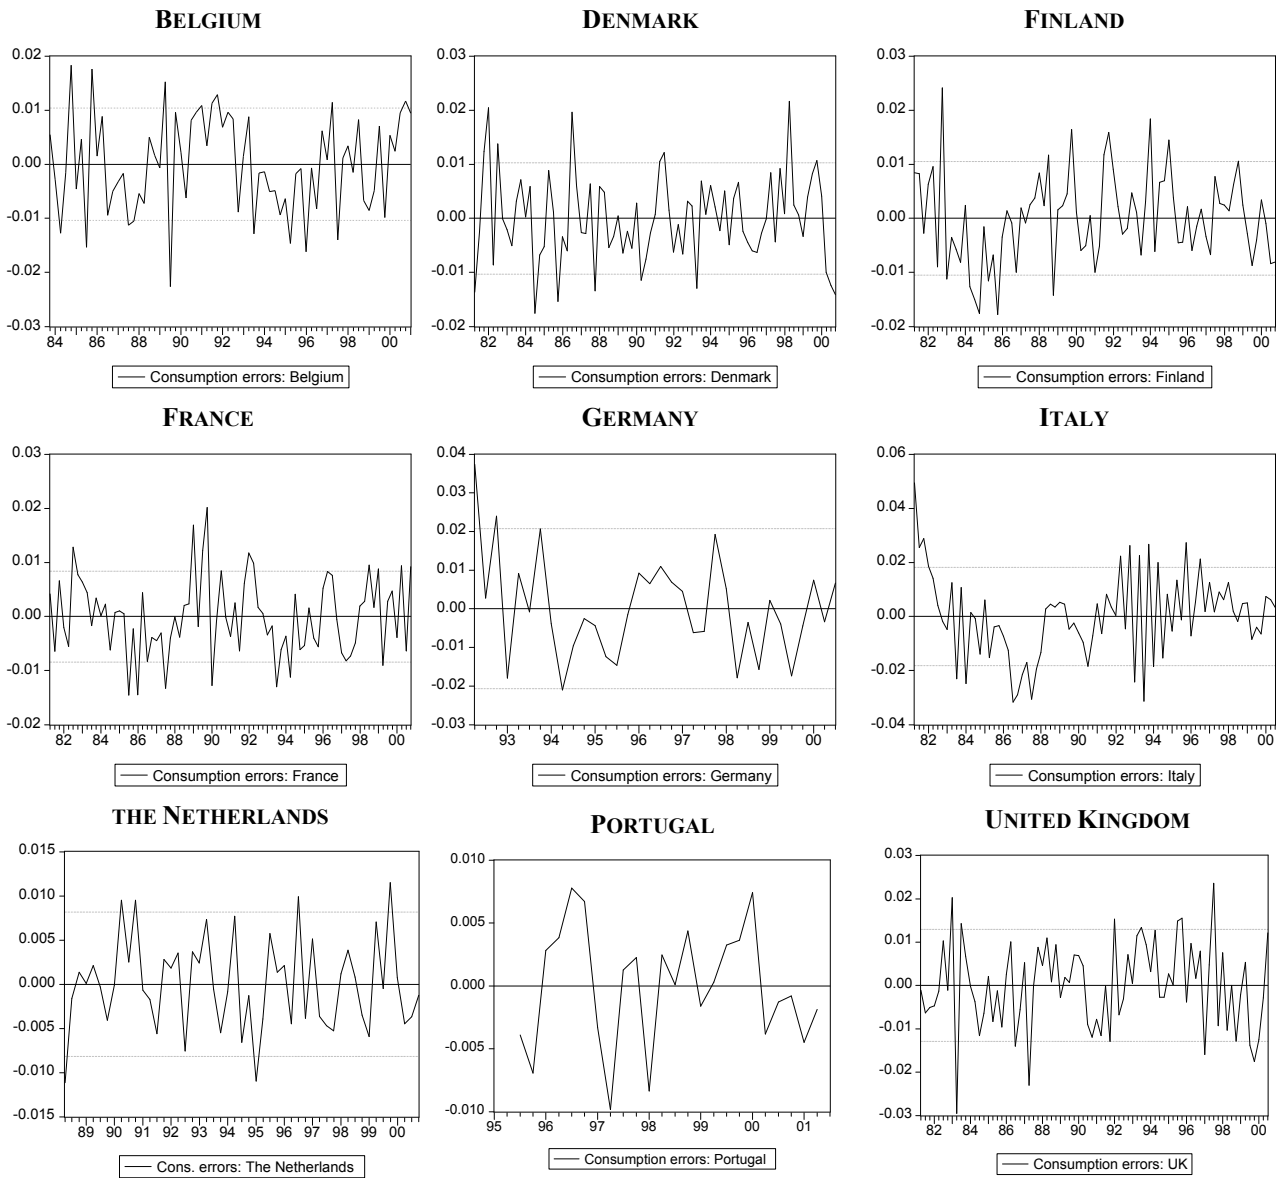 BELGIUM
0.02
0.01
0.00
-0.01
-0.02
-0.03
84 86 88 90 92 94 96 98 00
Consumption errors: Belgium
DENMARK
0.03
0.02
0.01
0.00
-0.01
-0.02
82 84 86 88 90 92 94 96 98 00
Consumption errors: Denmark
FINLAND
0.03
0.02
0.01
0.00
-0.01
-0.02
82 84 86 88 90 92 94 96 98 00
Consumption errors: Finland
FRANCE
0.03
0.02
0.01
0.00
-0.01
-0.02
82 84 86 88 90 92 94 96 98 00
Consumption errors: France
GERMANY
0.04
0.03
0.02
0.01
0.00
-0.01
-0.02
-0.03
93 94 95 96 97 98 99 00
Consumption errors: Germany
ITALY
0.06
0.04
0.02
0.00
-0.02
-0.04
82 84 86 88 90 92 94 96 98 00
Consumption errors: Italy
THE NETHERLANDS
0.015
0.010
0.005
0.000
-0.005
-0.010
-0.015
89 90 91 92 93 94 95 96 97 98 99 00
Cons. errors: The Netherlands
PORTUGAL
0.010
0.005
0.000
-0.005
-0.010
95 96 97 98 99 00 01
Consumption errors: Portugal
UNITED KINGDOM
0.03
0.02
0.01
0.00
-0.01
-0.02
-0.03
82 84 86 88 90 92 94 96 98 00
Consumption errors: UK